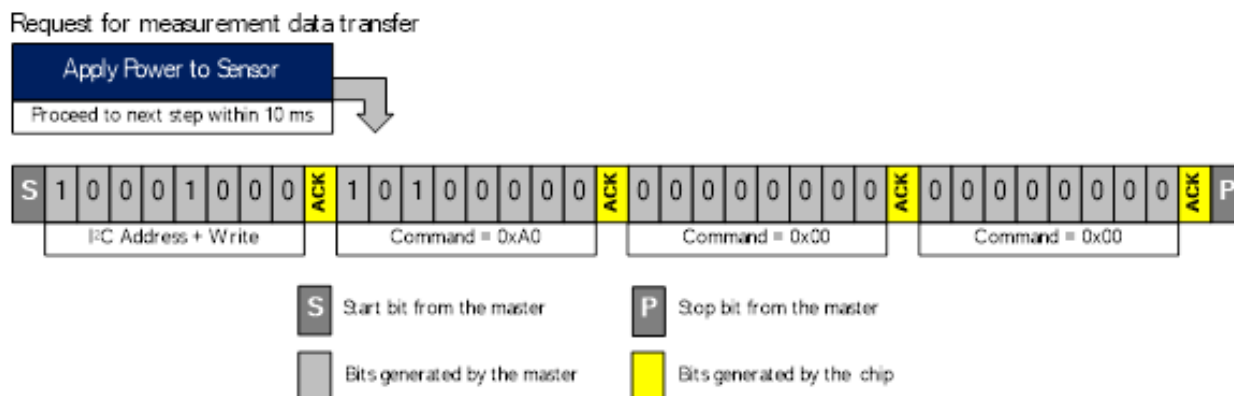 Request for measurement data transfer
Apply Power to Sensor
Proceed to next step within 10 ms
S 1 0 0 0 1 0 0 0 ACK 1 0 1 0 0 0 0 0 ACK 0 0 0 0 0 0 0 0 ACK 0 0 0 0 0 0 0 0 ACK P
I²C Address + Write Command = 0xA0 Command = 0x00 Command = 0x00
S Start bit from the master P Stop bit from the master
Bits generated by the master Bits generated by the chip